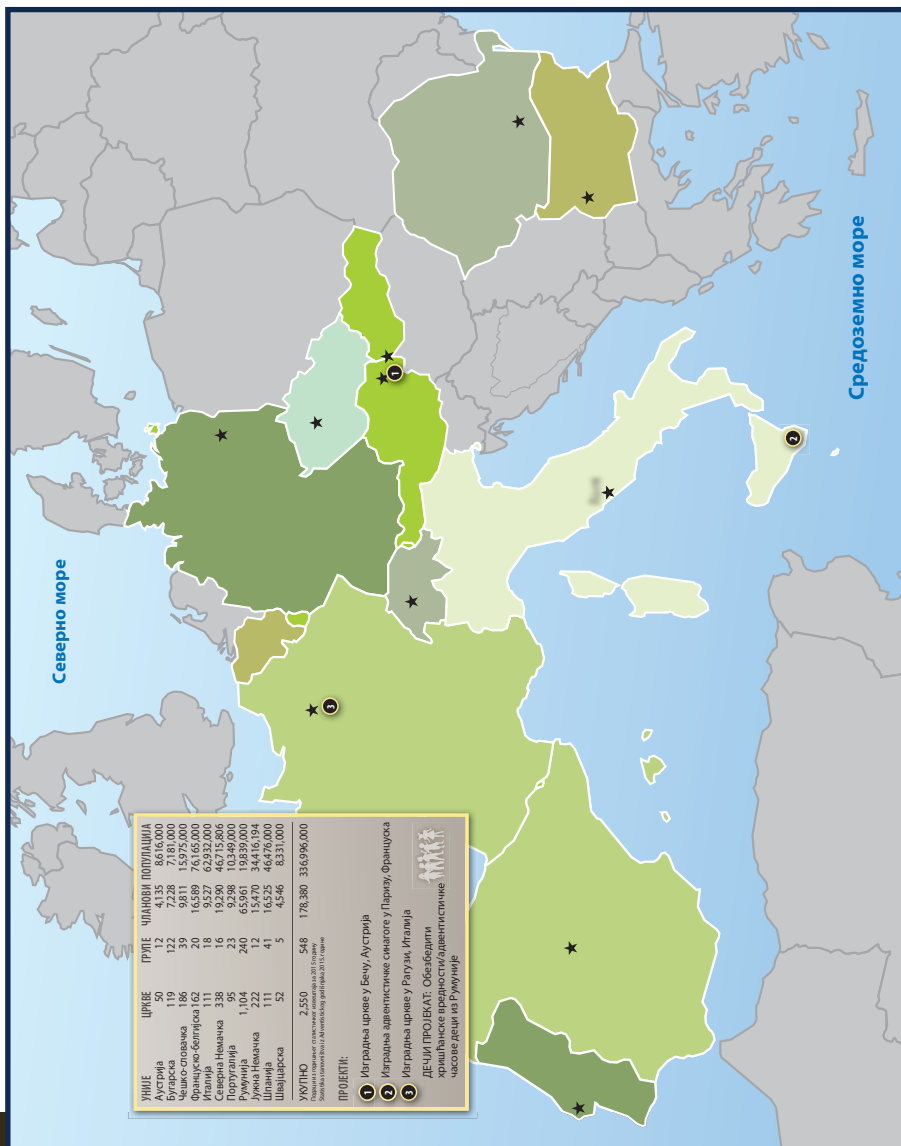 Северно море
Средоземно море
УНИЈЕ ЦРКВЕ ГРУПЕ ЧЛАНОВИ ПОПУЛАЦИЈА
Аустрија 50 12 4,135 8,616,000
Бугарска 119 122 7,228 7,181,000
Чешко-словачка 186 39 9,811 15,975,000
Француско-белгијска 162 20 16,589 76,165,000
Италија 111 18 9,527 62,932,000
Северна Немачка 338 16 19,290 46,715,806
Португалија 95 23 9,298 10,349,000
Румунија 1,104 240 65,961 19,839,000
Јужна Немачка 222 12 15,470 34,416,194
Шпанија 111 41 16,525 46,476,000
Швајцарска 52 5 4,546 8,331,000
УКУПНО 2,550 548 178,380 336,996,000
ПРОЈЕКТИ:
1 Изградња цркве у Бечу, Аустрија
2 Изградња адвентистичке синагоге у Паризу, Француска
3 Изградња цркве у Рагузи, Италија
ДЕЧЈИ ПРОЈЕКАТ: Обезбедити
хришћанске вредности/адвентистичке
часове деци из Румуније
1
2
3